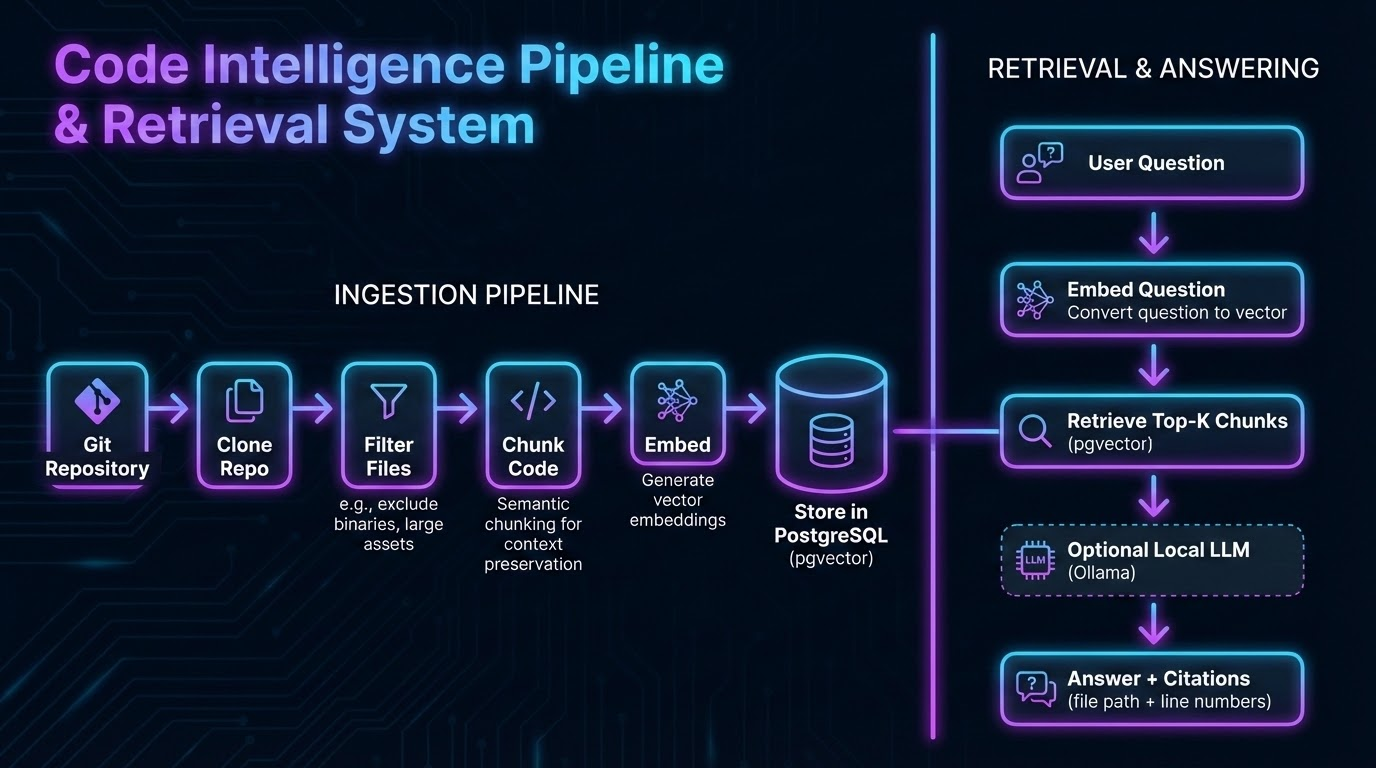 Code Intelligence Pipeline
& Retrieval System
INGESTION PIPELINE
Git
Repository
Clone
Repo
Filter
Files
e.g., exclude
binaries, large
assets
Chunk
Code
Semantic
chunking for
context
preservation
Embed
Generate
vector
embeddings
Store in
PostgreSQL
(pgvector)
RETRIEVAL & ANSWERING
?
User Question
Embed Question
Convert question to vector
Retrieve Top-K Chunks
(pgvector)
LLM
Optional Local LLM
(Ollama)
?
Answer + Citations
(file path + line numbers)